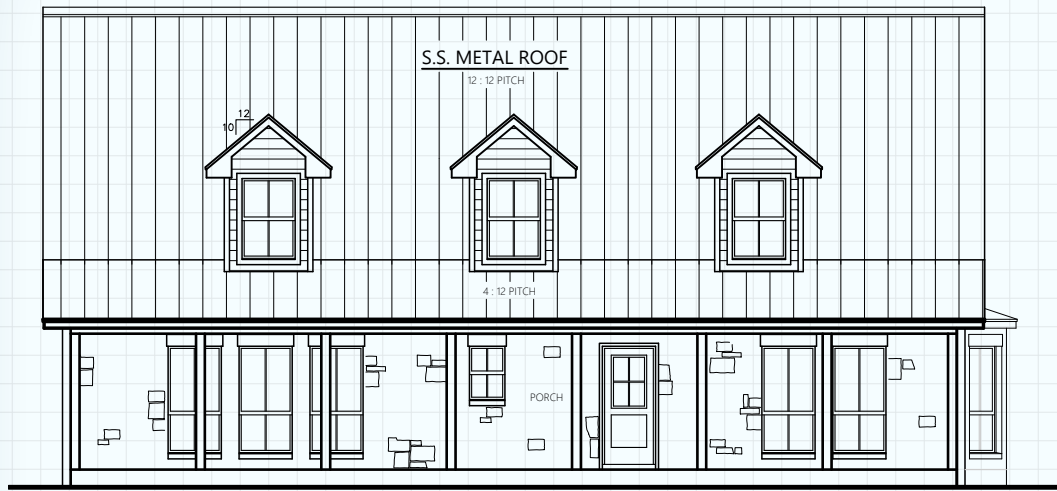 S.S. METAL ROOF
12 : 12 PITCH
12
10
4 : 12 PITCH
PORCH